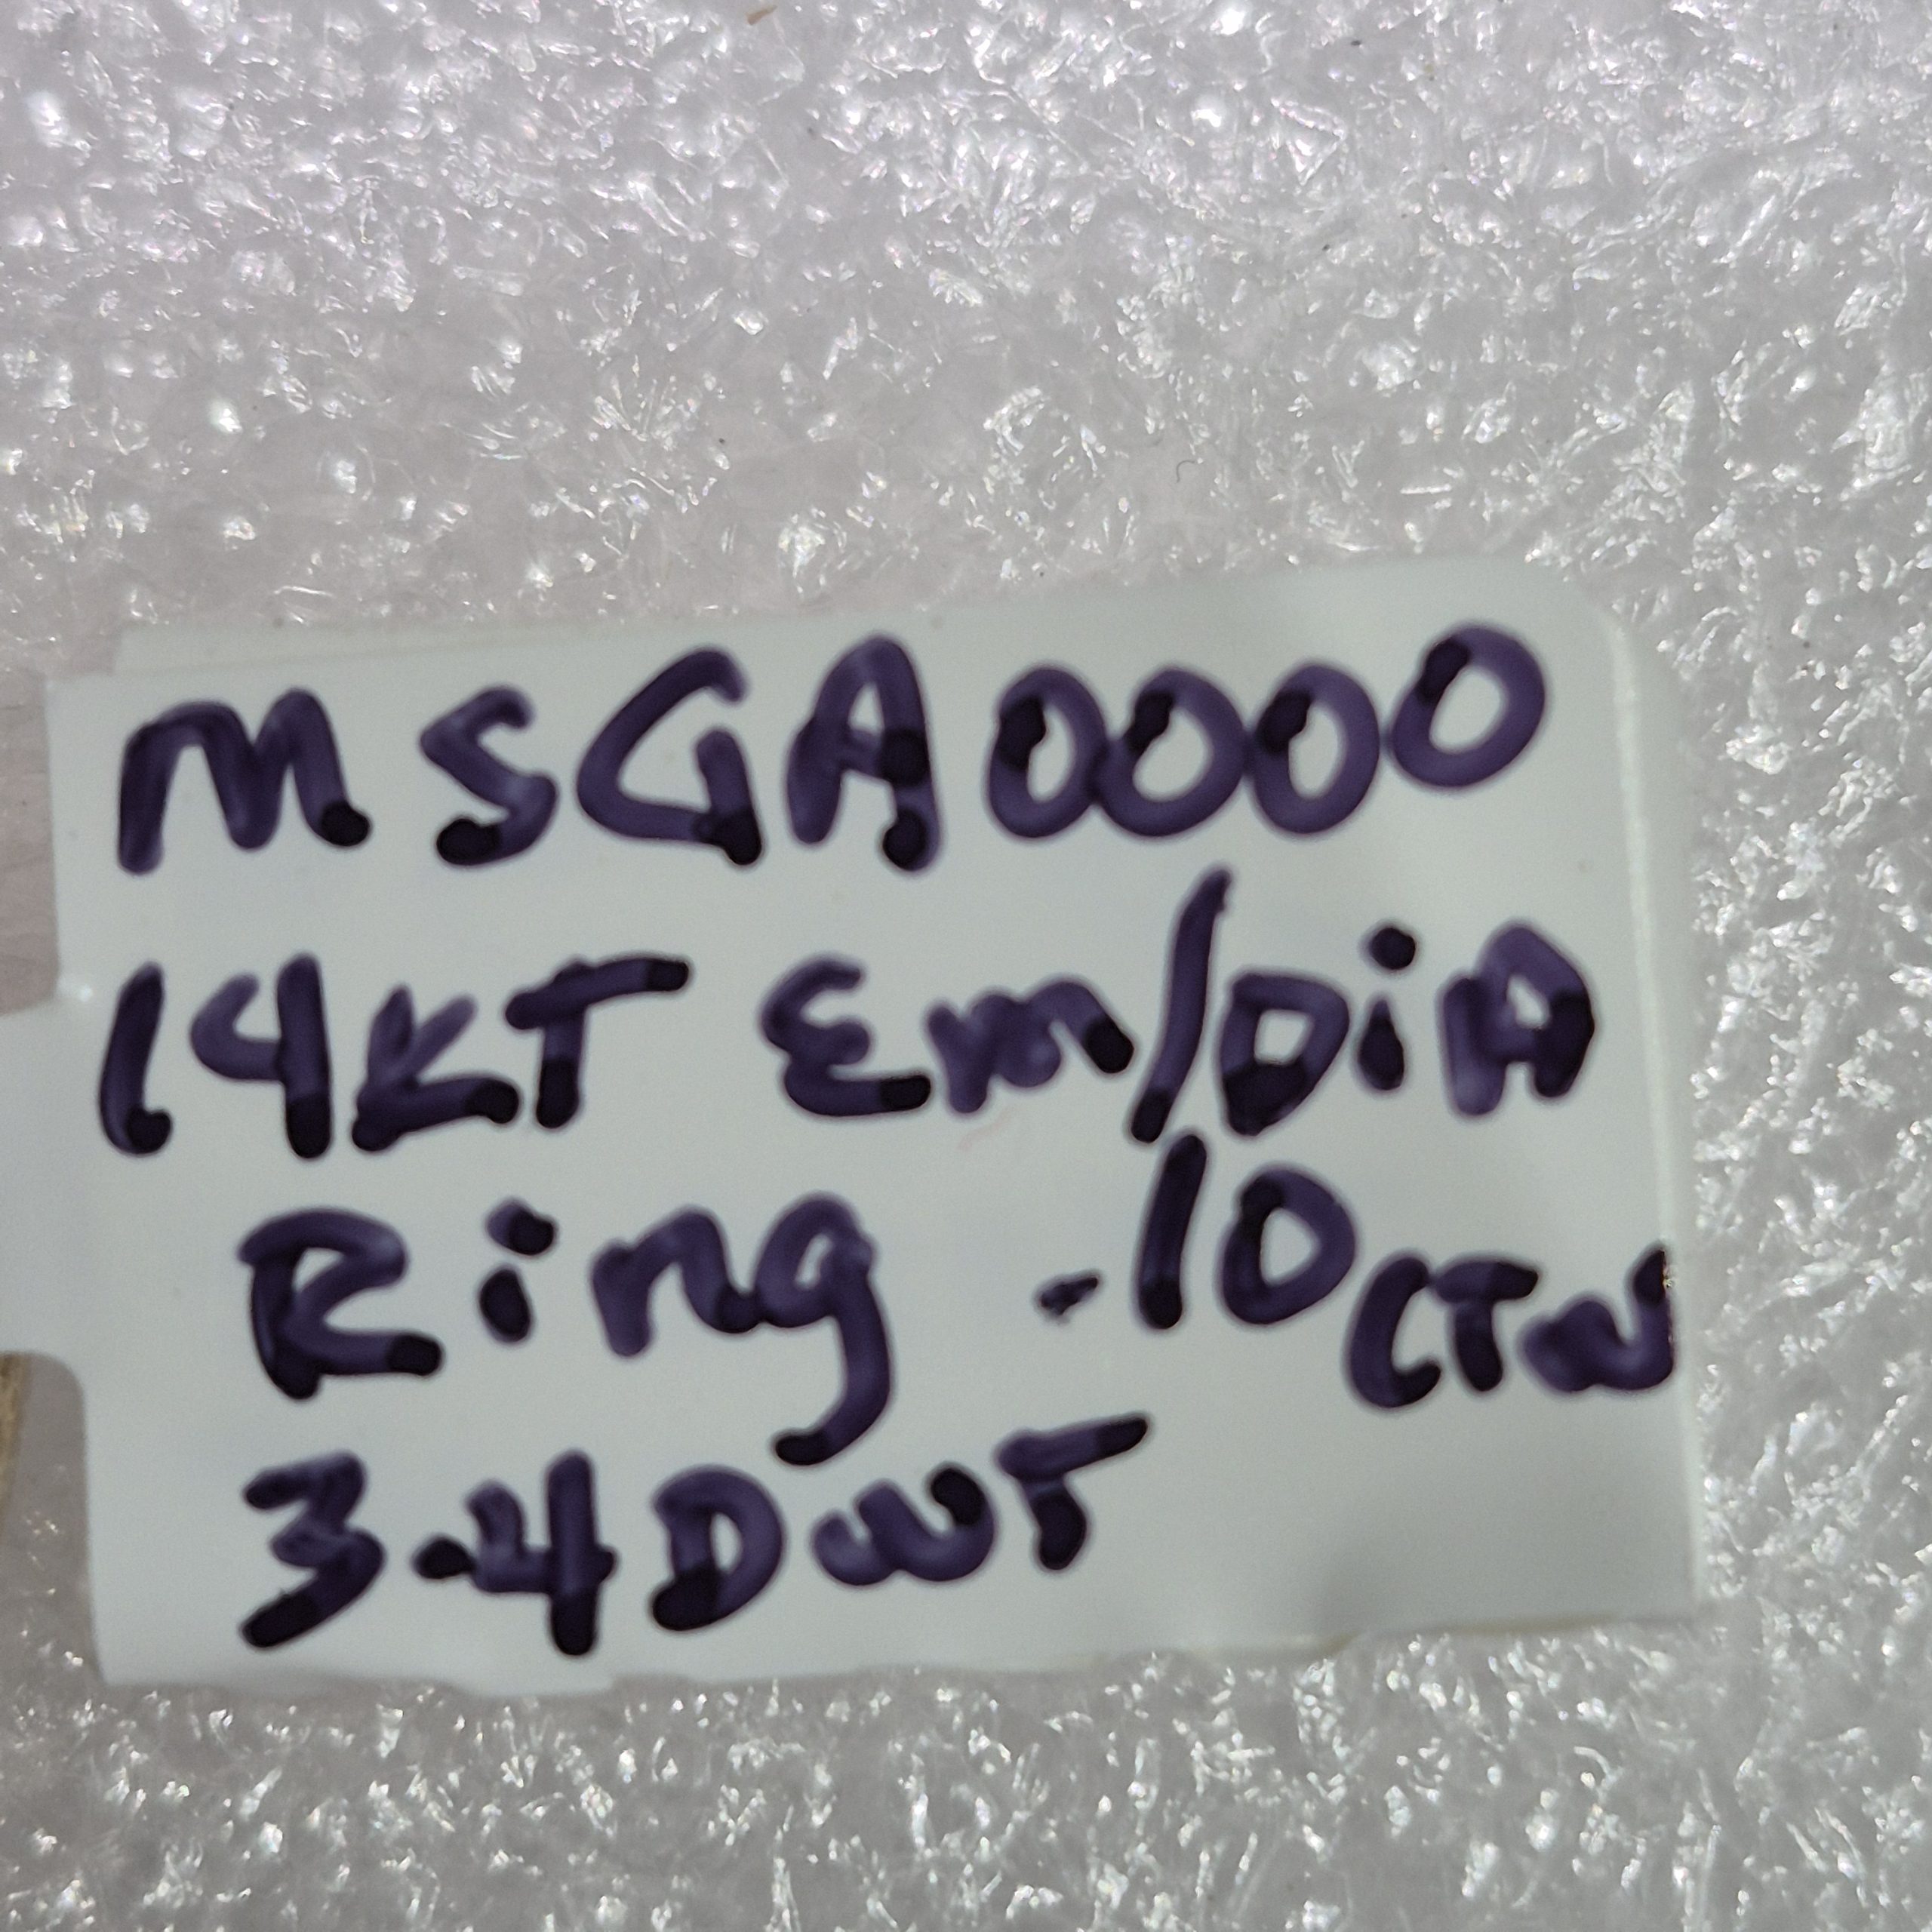 MSGA0000
14KT Em/DiA
Ring .10CTW
3.4DWT